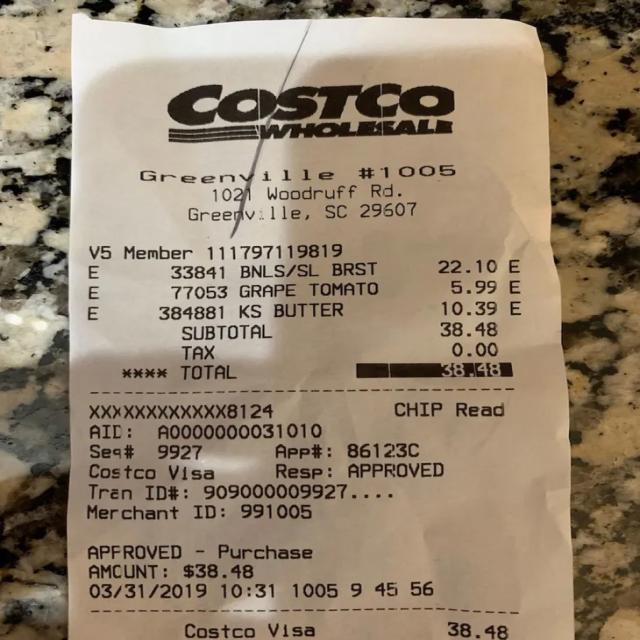 COSTCO
WHOLESALE
Greenville #1005
1021 Woodruff Rd.
Greenville, SC 29607
V5 Member 111797119819
E 33841 BNLS/SL BRST 22.10 E
E 77053 GRAPE TOMATO 5.99 E
E 384881 KS BUTTER 10.39 E
SUBTOTAL 38.48
TAX 0.00
**** TOTAL 38.48
XXXXXXXXXXXX8124 CHIP Read
AID: A0000000031010
Seq# 9927 App#: 86123C
Costco Visa Resp: APPROVED
Tran ID#: 909000009927....
Merchant ID: 991005
APPROVED - Purchase
AMOUNT: $38.48
03/31/2019 10:31 1005 9 45 56
Costco Visa 38.48